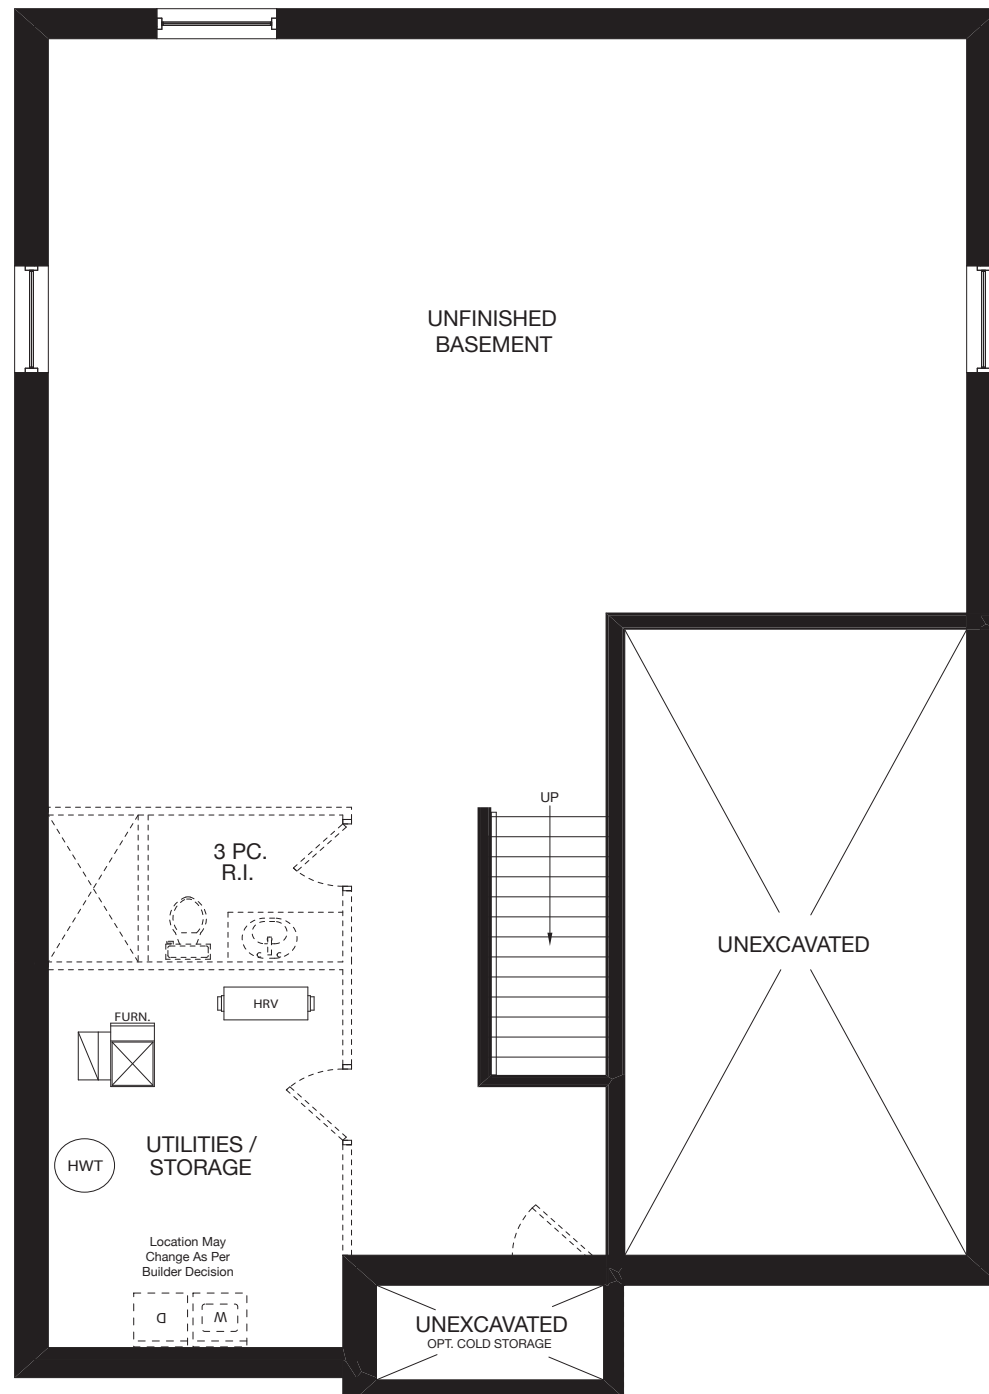 UNFINISHED
BASEMENT
UP
3 PC.
R.I.
UNEXCAVATED
HRV
FURN.
UTILITIES /
STORAGE
HWT
Location May
Change As Per
Builder Decision
D
W
UNEXCAVATED
OPT. COLD STORAGE